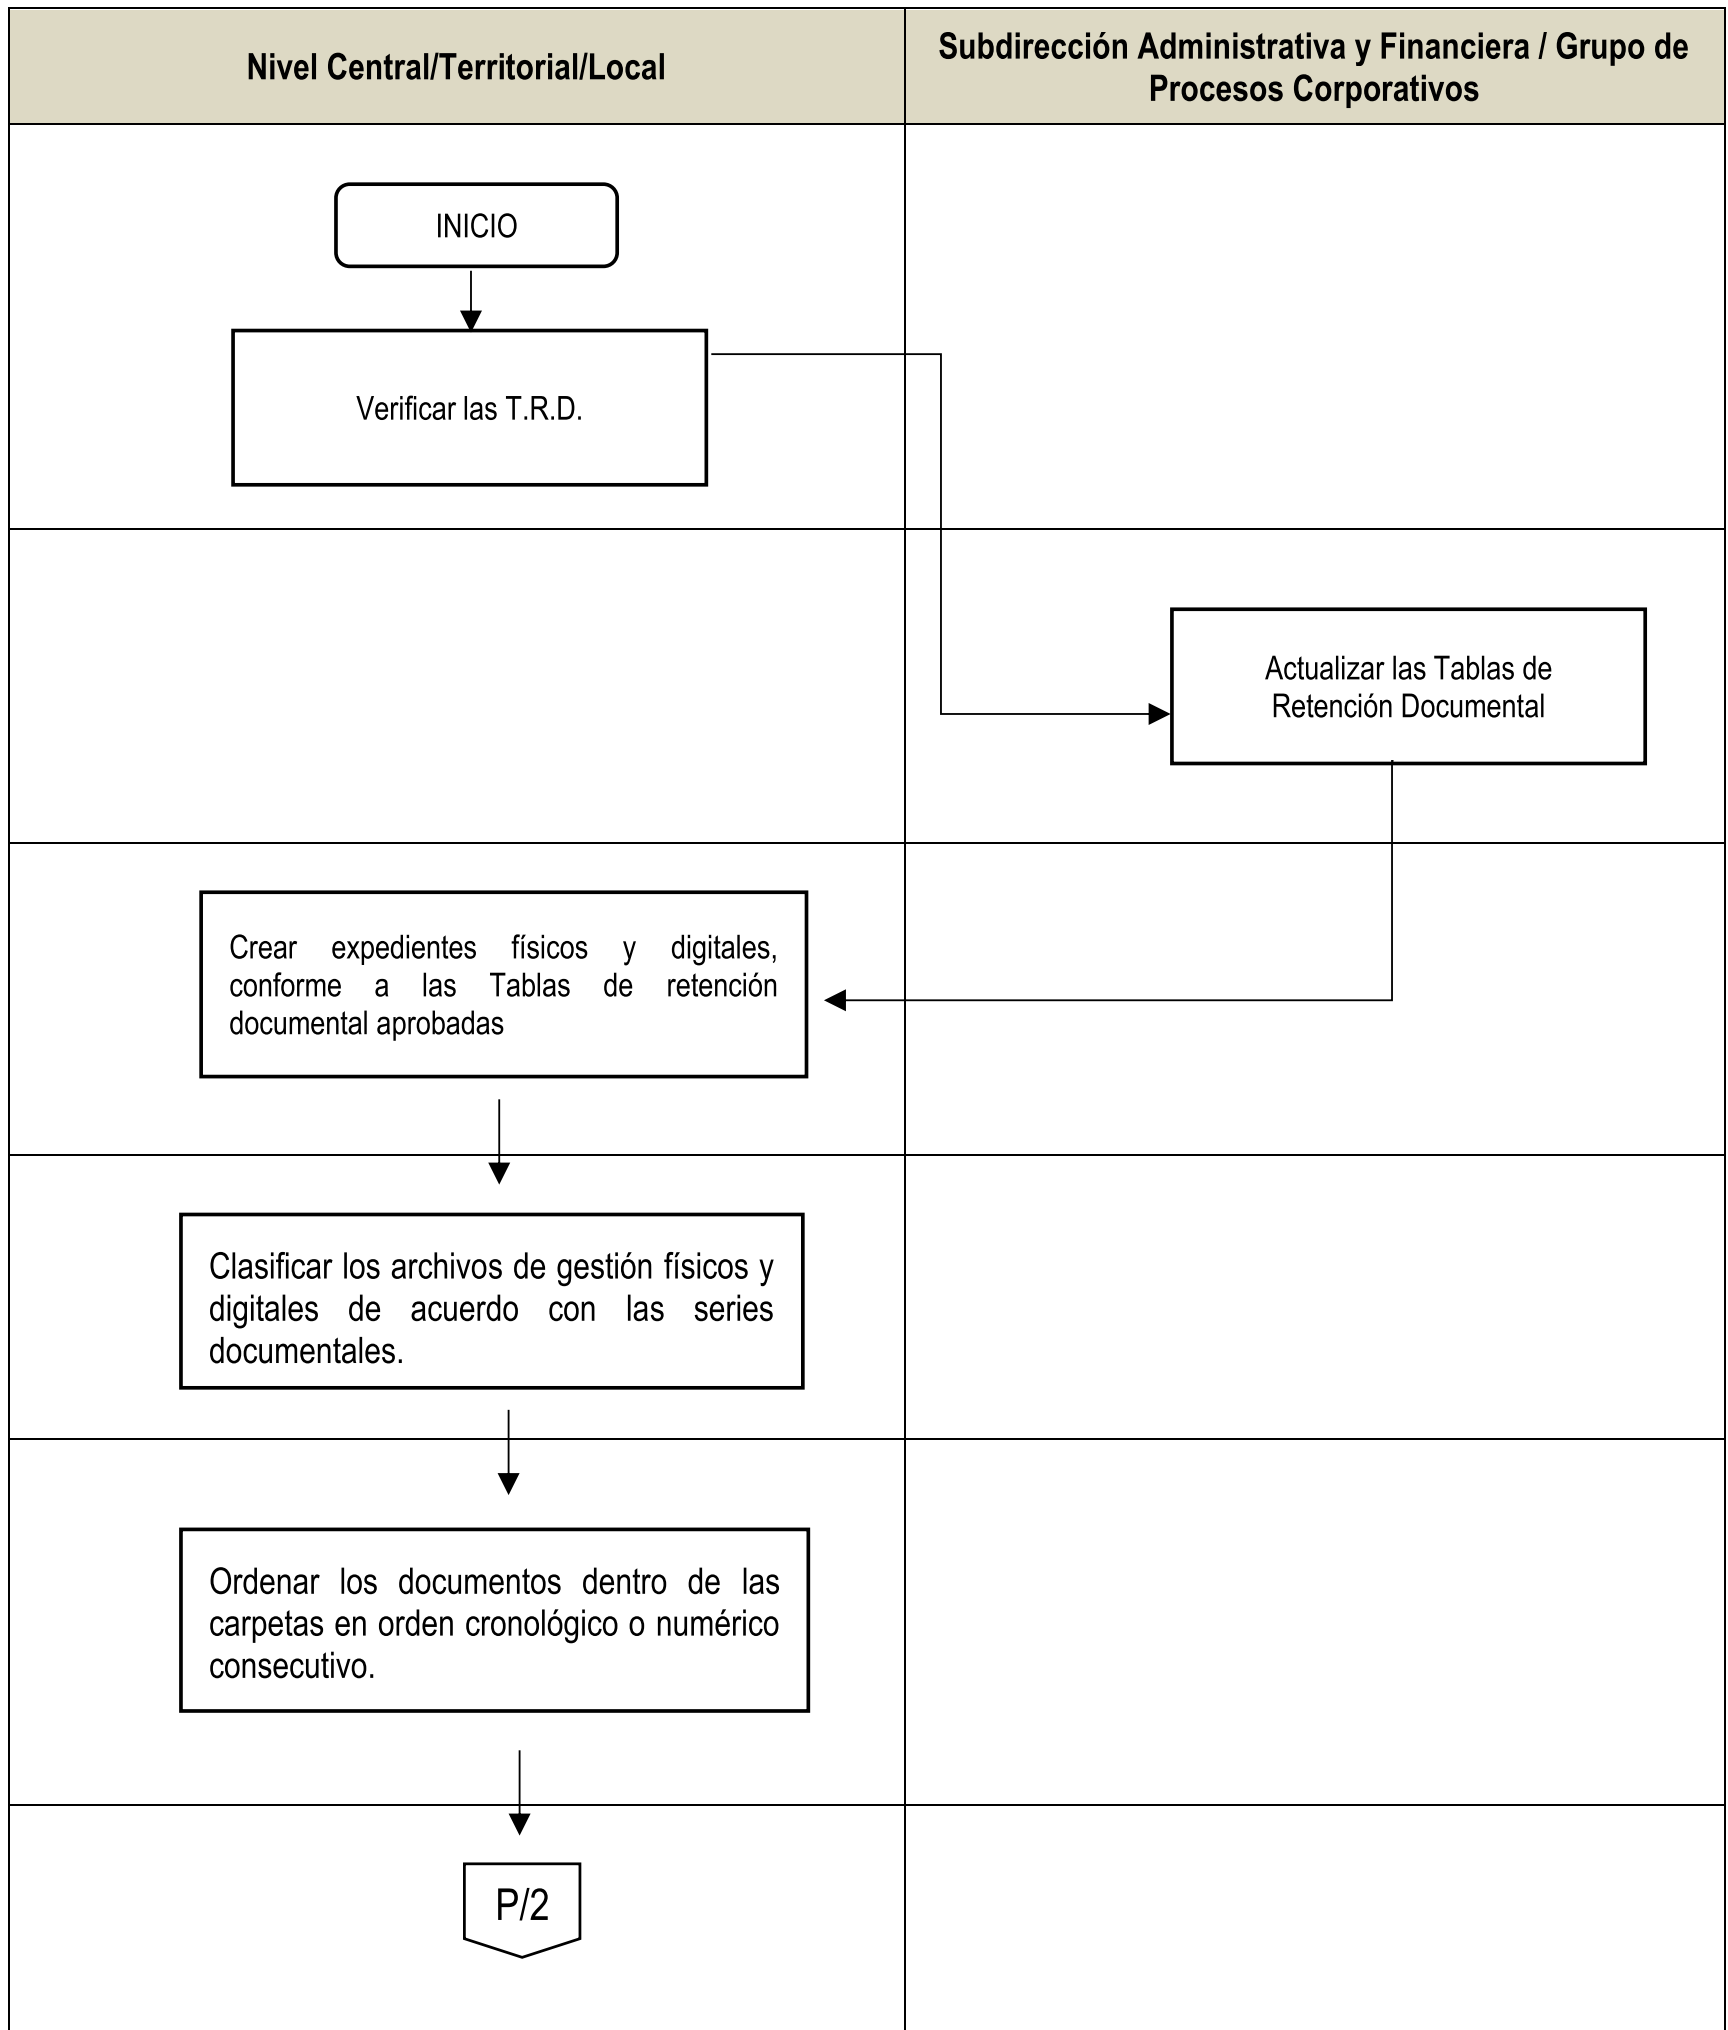 Nivel Central/Territorial/Local
Subdirección Administrativa y Financiera / Grupo de
Procesos Corporativos
INICIO
Verificar las T.R.D.
Actualizar las Tablas de
Retención Documental
Crear expedientes físicos y digitales,
conforme a las Tablas de retención
documental aprobadas
Clasificar los archivos de gestión físicos y
digitales de acuerdo con las series
documentales.
Ordenar los documentos dentro de las
carpetas en orden cronológico o numérico
consecutivo.
P/2